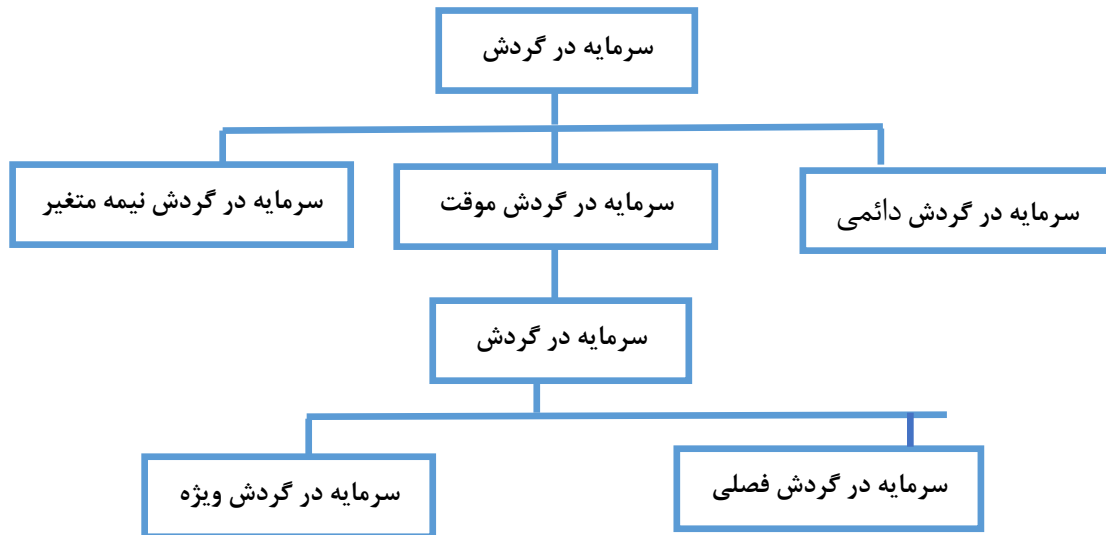 سرمایه در گردش
سرمایه در گردش دائمی
سرمایه در گردش موقت
سرمایه در گردش نیمه متغیر
سرمایه در گردش
سرمایه در گردش فصلی
سرمایه در گردش ویژه